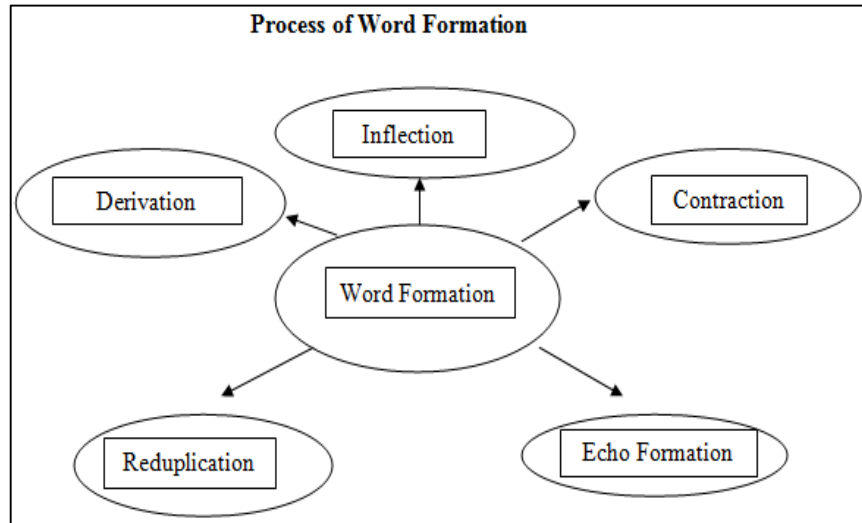 Process of Word Formation
Inflection
Derivation
Contraction
Word Formation
Reduplication
Echo Formation